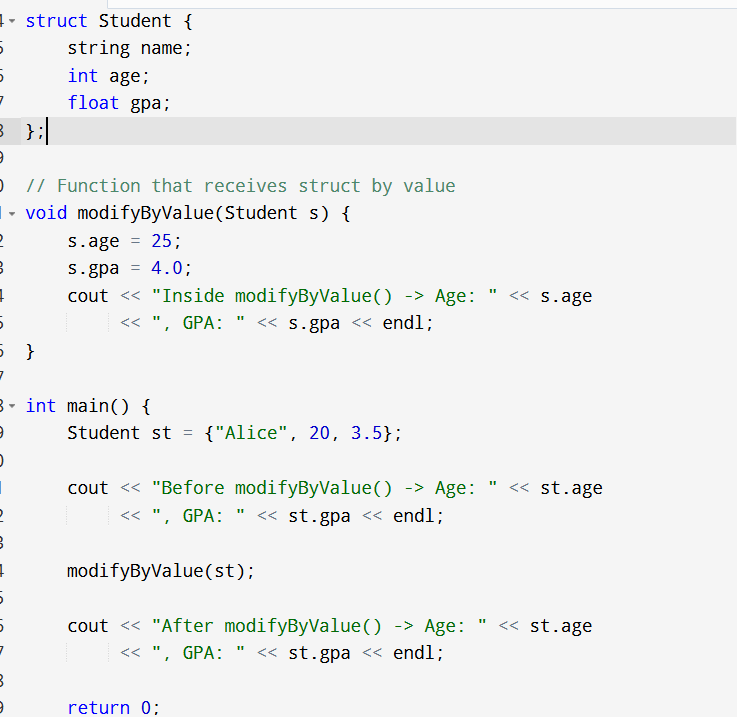 struct Student {
    string name;
    int age;
    float gpa;
};
// Function that receives struct by value
void modifyByValue(Student s) {
    s.age = 25;
    s.gpa = 4.0;
    cout << "Inside modifyByValue() -> Age: " << s.age
         << ", GPA: " << s.gpa << endl;
}
int main() {
    Student st = {"Alice", 20, 3.5};
    cout << "Before modifyByValue() -> Age: " << st.age
         << ", GPA: " << st.gpa << endl;
    modifyByValue(st);
    cout << "After modifyByValue() -> Age: " << st.age
         << ", GPA: " << st.gpa << endl;
    return 0;